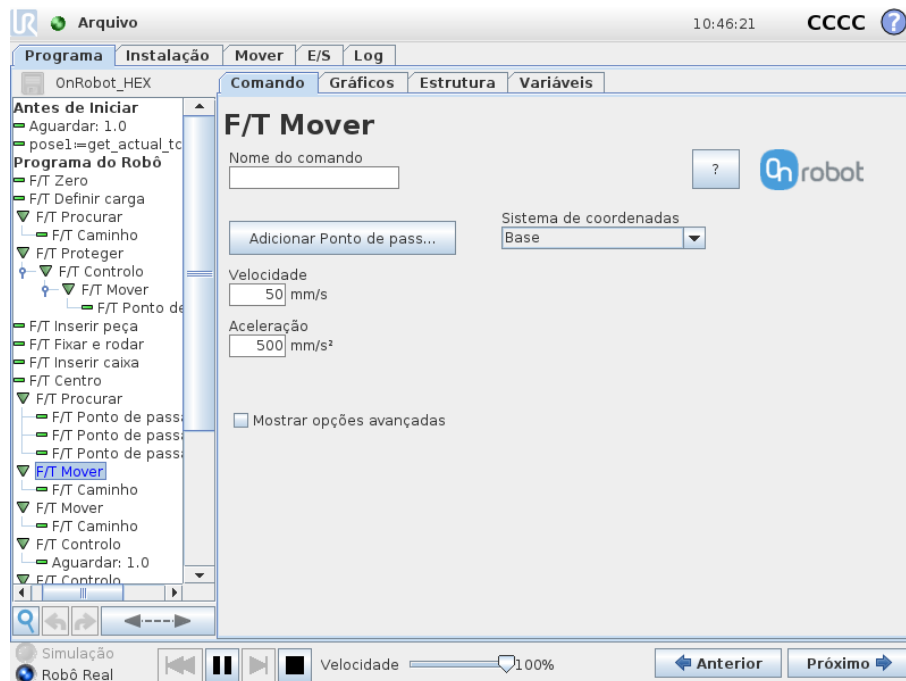 Arquivo
10:46:21
CCCC
?
Programa
Instalação
Mover
E/S
Log
OnRobot_HEX
Comando
Gráficos
Estrutura
Variáveis
Antes de Iniciar
Aguardar: 1.0
pose1:=get_actual_tc
Programa do Robô
F/T Zero
F/T Definir carga
F/T Procurar
F/T Caminho
F/T Proteger
F/T Controlo
F/T Mover
F/T Ponto de
F/T Inserir peça
F/T Fixar e rodar
F/T Inserir caixa
F/T Centro
F/T Procurar
F/T Ponto de pass
F/T Ponto de pass
F/T Ponto de pass
F/T Mover
F/T Caminho
F/T Mover
F/T Caminho
F/T Controlo
Aguardar: 1.0
F/T Controlo
F/T Mover
Nome do comando
?
On robot
Adicionar Ponto de pass...
Sistema de coordenadas
Base
Velocidade
50 mm/s
Aceleração
500 mm/s²
Mostrar opções avançadas
Simulação
Robô Real
Velocidade
100%
Anterior
Próximo